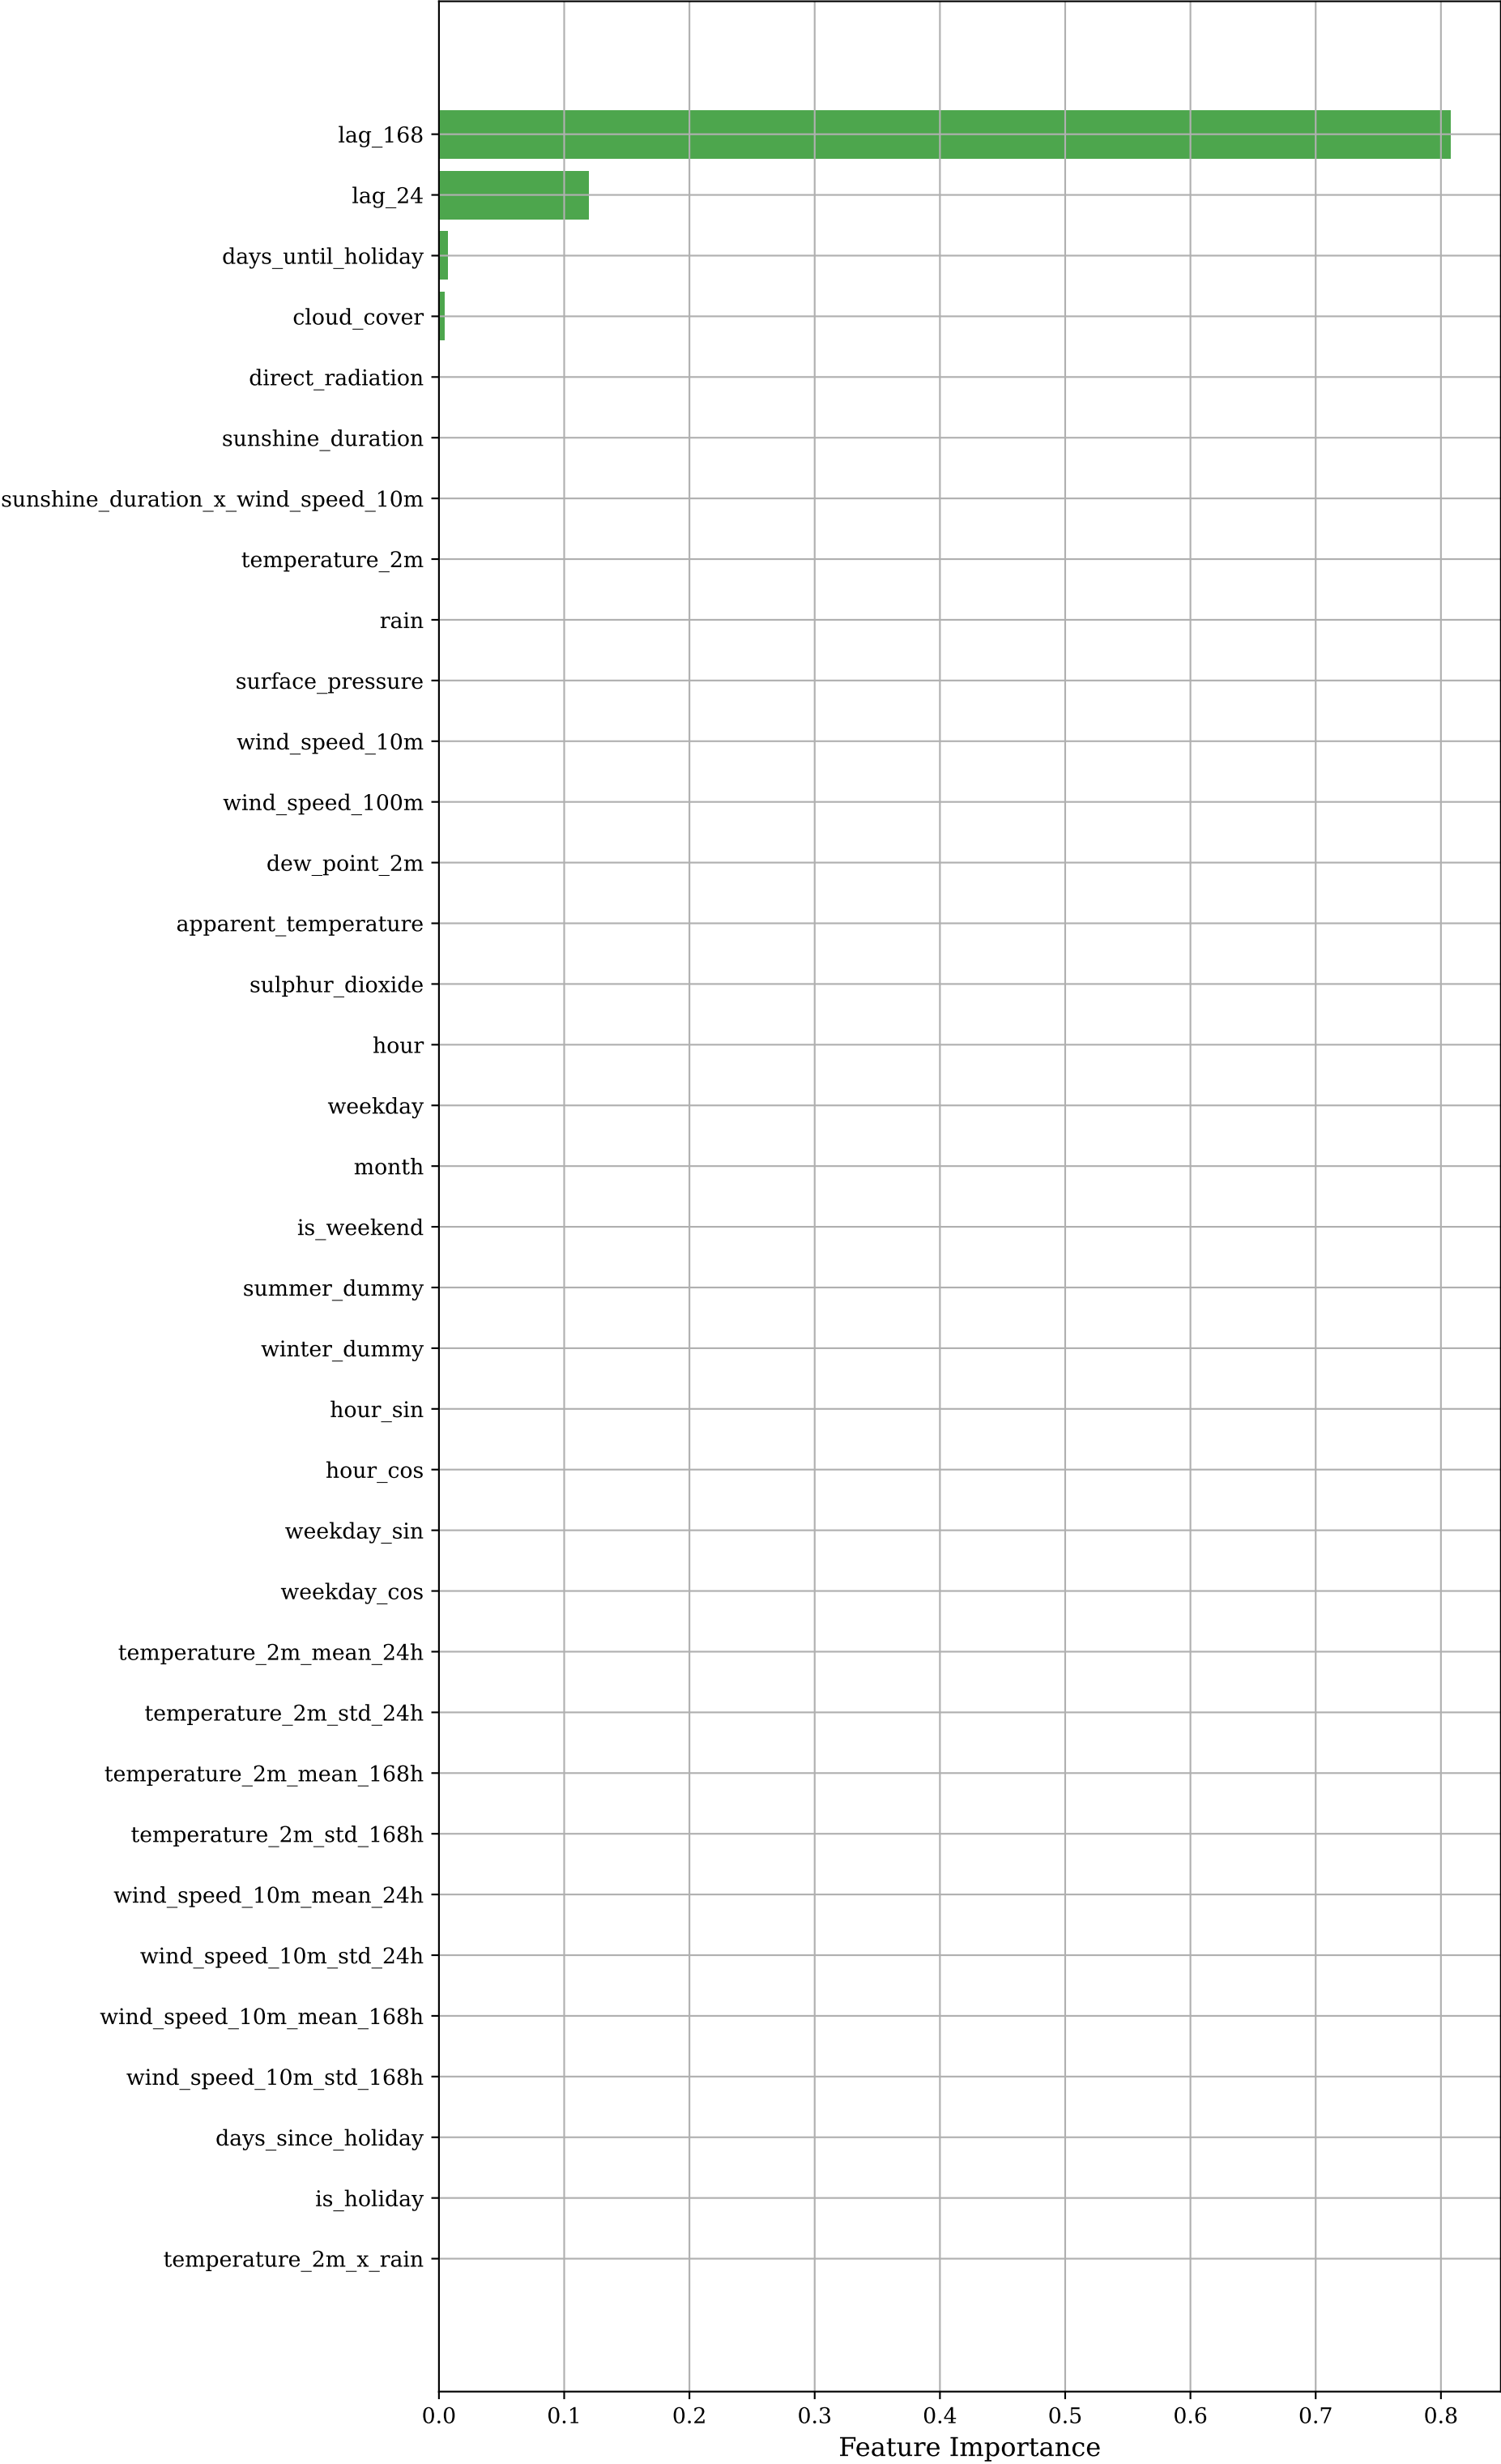 lag_168
lag_24
days_until_holiday
cloud_cover
direct_radiation
sunshine_duration
sunshine_duration_x_wind_speed_10m
temperature_2m
rain
surface_pressure
wind_speed_10m
wind_speed_100m
dew_point_2m
apparent_temperature
sulphur_dioxide
hour
weekday
month
is_weekend
summer_dummy
winter_dummy
hour_sin
hour_cos
weekday_sin
weekday_cos
temperature_2m_mean_24h
temperature_2m_std_24h
temperature_2m_mean_168h
temperature_2m_std_168h
wind_speed_10m_mean_24h
wind_speed_10m_std_24h
wind_speed_10m_mean_168h
wind_speed_10m_std_168h
days_since_holiday
is_holiday
temperature_2m_x_rain
0.0 0.1 0.2 0.3 0.4 0.5 0.6 0.7 0.8
Feature Importance